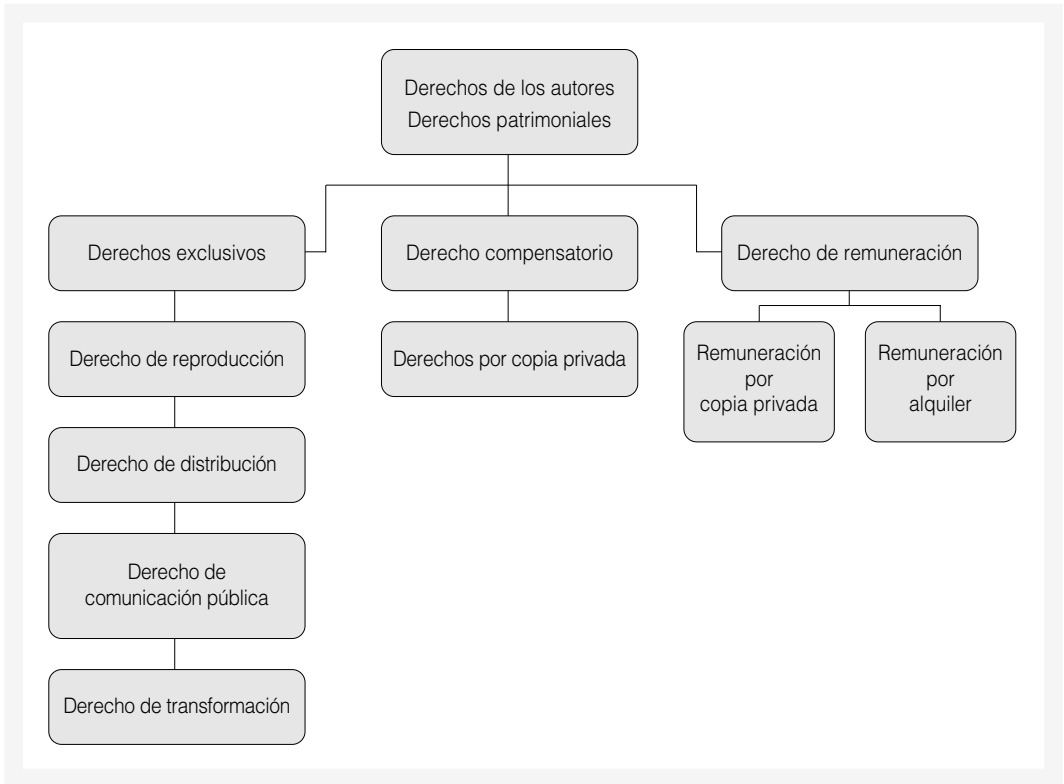 Derechos de los autores
Derechos patrimoniales
Derechos exclusivos
Derecho compensatorio
Derecho de remuneración
Derecho de reproducción
Derechos por copia privada
Remuneración
por
copia privada
Remuneración
por
alquiler
Derecho de distribución
Derecho de
comunicación pública
Derecho de transformación